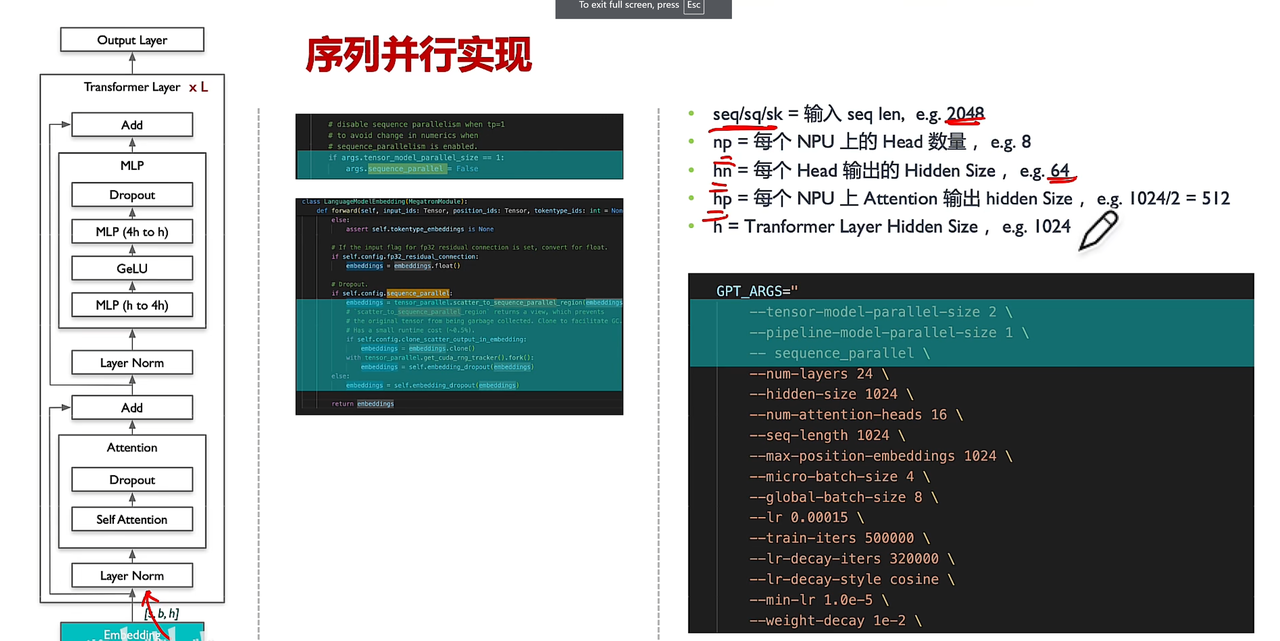 To exit full screen, press Esc
序列并行实现
Output Layer
Transformer Layer x L
Add
MLP
Dropout
MLP (4h to h)
GeLU
MLP (h to 4h)
Layer Norm
Add
Attention
Dropout
Self Attention
Layer Norm
[s, b, h]
Embedding
# disable sequence parallelism when tp=1
# to avoid change in numerics when
# sequence_parallelism is enabled.
if args.tensor_model_parallel_size == 1:
args.sequence_parallel = False
class LanguageModelEmbedding(MegatronModule):
def forward(self, input_ids: Tensor, position_ids: Tensor, tokentype_ids: int = None
else:
assert self.tokentype_embeddings is None
# If the input flag for fp32 residual connection is set, convert for float.
if self.config.fp32_residual_connection:
embeddings = embeddings.float()
# Dropout.
if self.config.sequence_parallel:
embeddings = tensor_parallel.scatter_to_sequence_parallel_region(embeddings
# `scatter_to_sequence_parallel_region` returns a view, which prevents
# the original tensor from being garbage collected. Clone to facilitate GC.
# Has a small runtime cost (~0.5%).
if self.config.clone_scatter_output_in_embedding:
embeddings = embeddings.clone()
with tensor_parallel.get_cuda_rng_tracker().fork():
embeddings = self.embedding_dropout(embeddings)
else:
embeddings = self.embedding_dropout(embeddings)
return embeddings
• seq/sq/sk = 输入 seq len, e.g. 2048
• np = 每个 NPU 上的 Head 数量， e.g. 8
• hn = 每个 Head 输出的 Hidden Size， e.g. 64
• hp = 每个 NPU 上 Attention 输出 hidden Size， e.g. 1024/2 = 512
• h = Tranformer Layer Hidden Size， e.g. 1024
GPT_ARGS="
--tensor-model-parallel-size 2 \
--pipeline-model-parallel-size 1 \
-- sequence_parallel \
--num-layers 24 \
--hidden-size 1024 \
--num-attention-heads 16 \
--seq-length 1024 \
--max-position-embeddings 1024 \
--micro-batch-size 4 \
--global-batch-size 8 \
--lr 0.00015 \
--train-iters 500000 \
--lr-decay-iters 320000 \
--lr-decay-style cosine \
--min-lr 1.0e-5 \
--weight-decay 1e-2 \